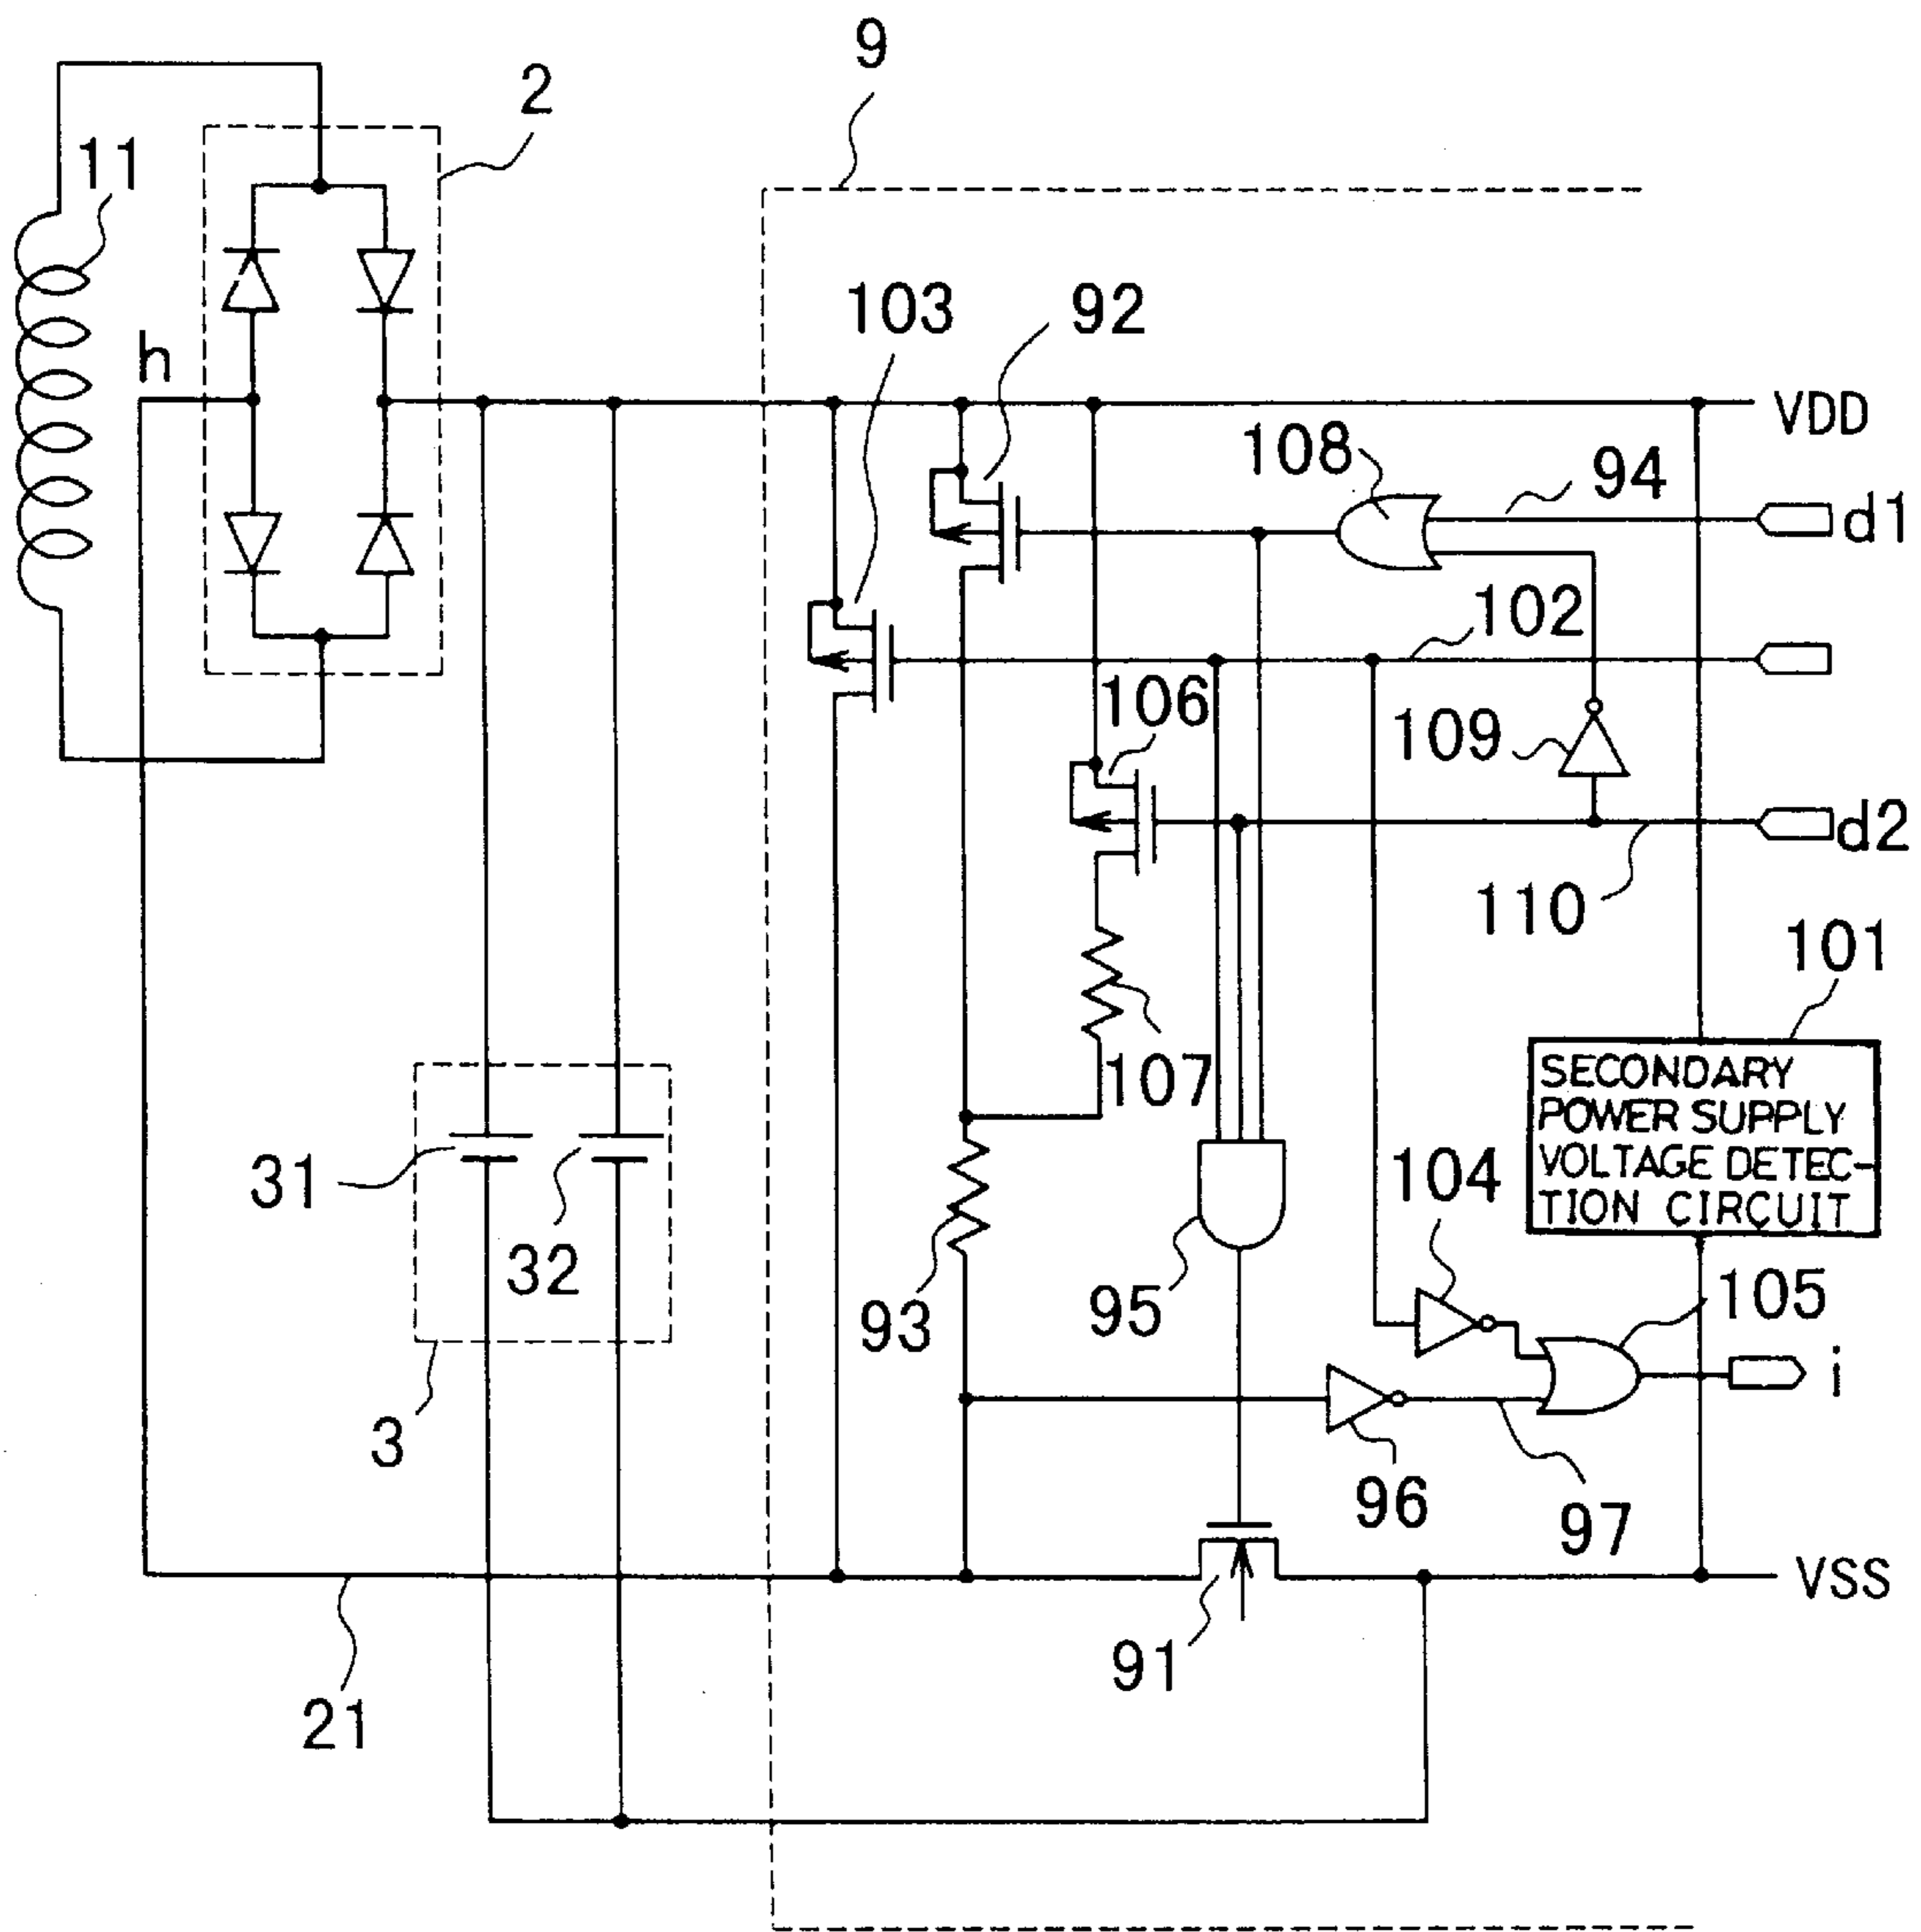 9
2
11
103
92
h
VDD
108
94
d1
102
106
109
d2
110
101
107
SECONDARY
POWER SUPPLY
VOLTAGE DETEC-
TION CIRCUIT
31
104
32
95
105
93
i
3
96
97
VSS
91
21